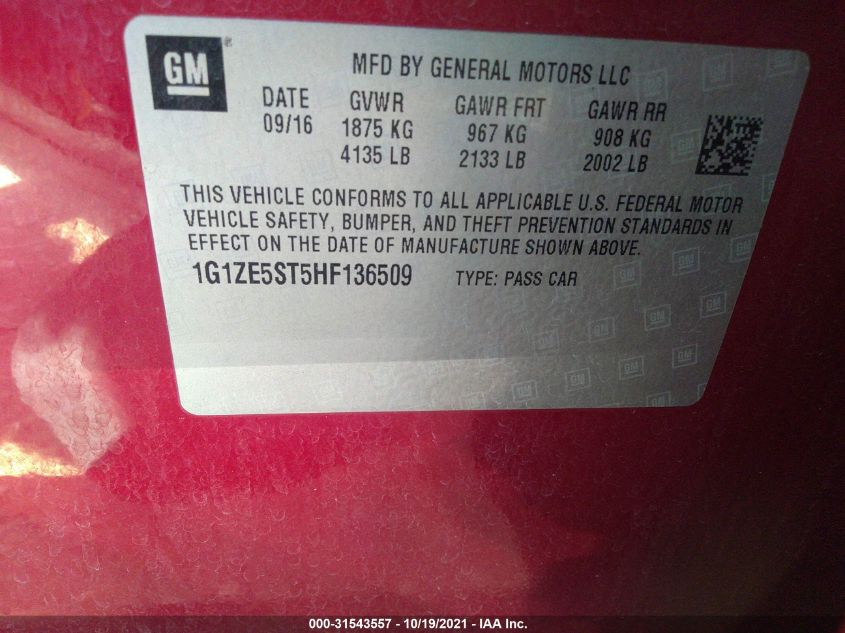 GM
MFD BY GENERAL MOTORS LLC
DATE GVWR GAWR FRT GAWR RR
09/16 1875 KG 967 KG 908 KG
4135 LB 2133 LB 2002 LB
THIS VEHICLE CONFORMS TO ALL APPLICABLE U.S. FEDERAL MOTOR
VEHICLE SAFETY, BUMPER, AND THEFT PREVENTION STANDARDS IN
EFFECT ON THE DATE OF MANUFACTURE SHOWN ABOVE.
1G1ZE5ST5HF136509 TYPE: PASS CAR
000-31543557 - 10/19/2021 - IAA Inc.